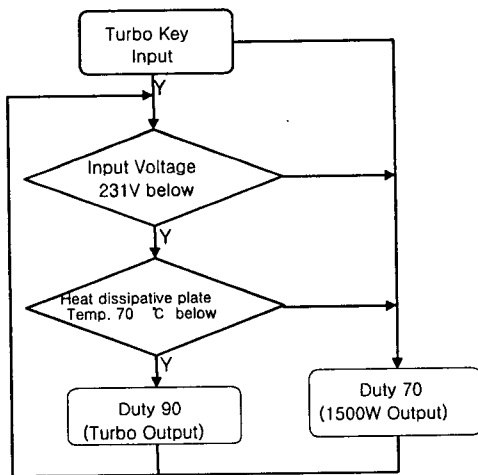 Turbo Key
Input
Y
Input Voltage
231V below
Y
Heat dissipative plate
Temp. 70 ℃ below
Y
Duty 90
(Turbo Output)
Duty 70
(1500W Output)